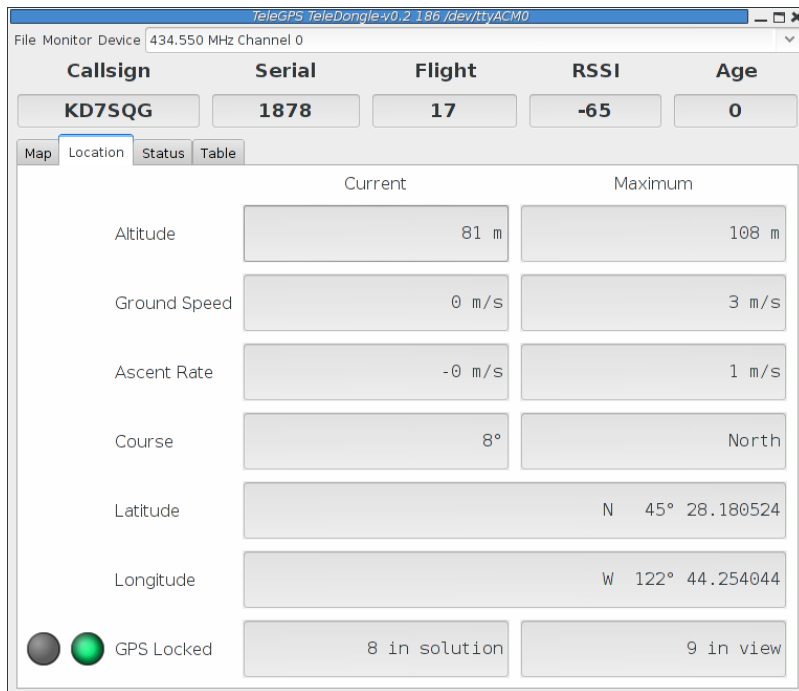 TeleGPS TeleDongle-v0.2 186 /dev/ttyACM0
File Monitor Device 434.550 MHz Channel 0
Callsign Serial Flight RSSI Age
KD7SQG 1878 17 -65 0
Map Location Status Table
Current Maximum
Altitude 81 m 108 m
Ground Speed 0 m/s 3 m/s
Ascent Rate -0 m/s 1 m/s
Course 8° North
Latitude N 45° 28.180524
Longitude W 122° 44.254044
GPS Locked 8 in solution 9 in view